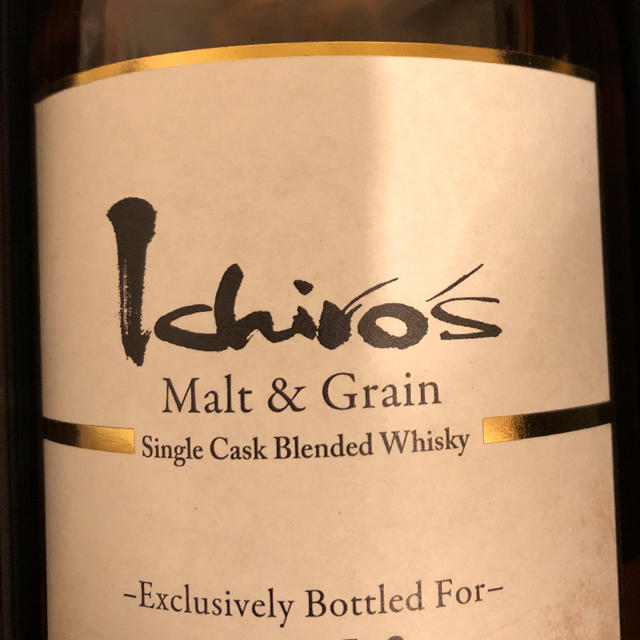 Ichiro's
Malt & Grain
Single Cask Blended Whisky
–Exclusively Bottled For–